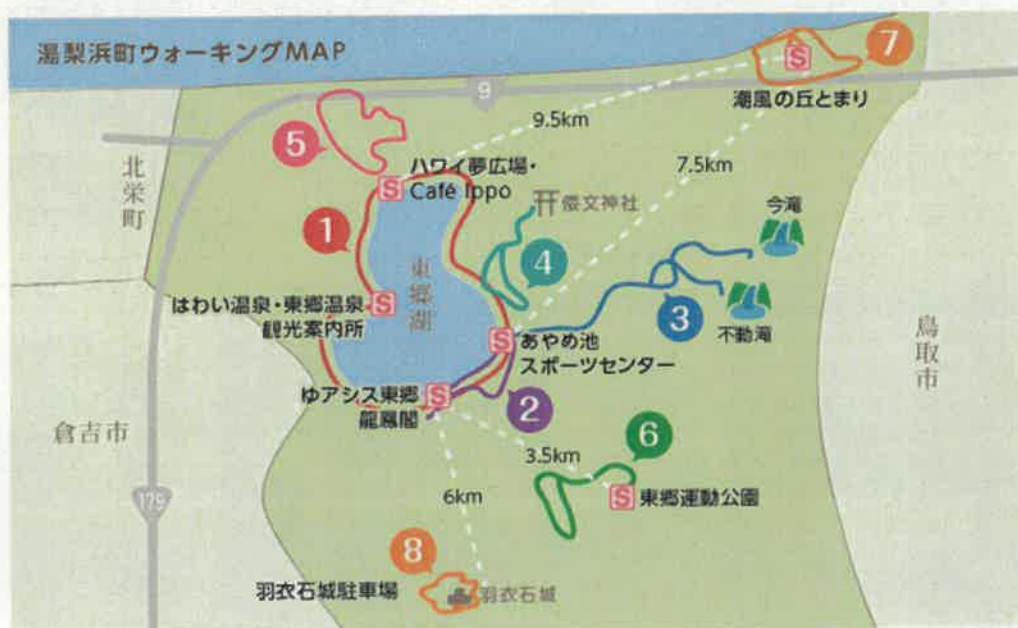 湯梨浜町ウォーキングMAP
7
潮風の丘とまり
9
9.5km
7.5km
5
北栄町
ハワイ夢広場・
Café Ippo
倭文神社
今滝
1
4
東郷湖
3
不動滝
はわい温泉・東郷温泉
観光案内所
あやめ池
スポーツセンター
鳥取市
ゆアシス東郷
龍鳳閣
2
倉吉市
6
3.5km
6km
東郷運動公園
179
8
羽衣石城駐車場
羽衣石城
S
S
S
S
S
S